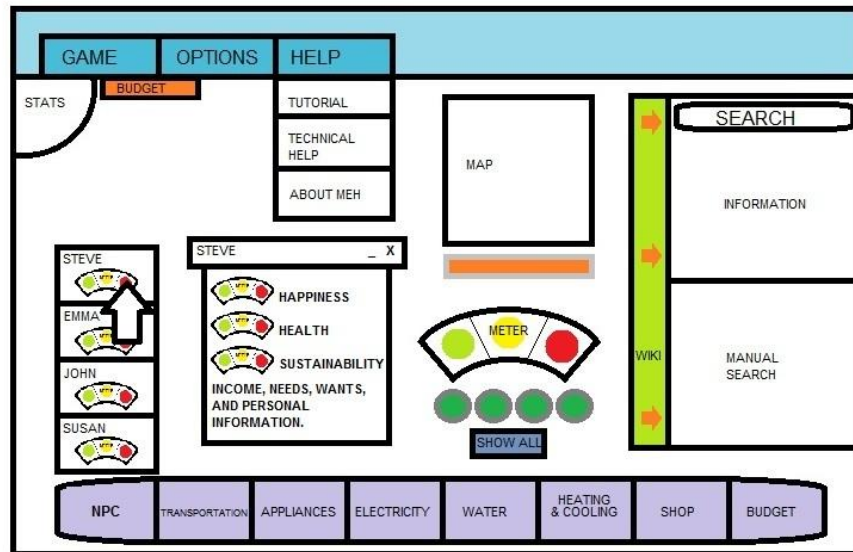 GAME
OPTIONS
HELP
STATS
BUDGET
TUTORIAL
TECHNICAL
HELP
ABOUT MEH
MAP
SEARCH
INFORMATION
WIKI
MANUAL
SEARCH
STEVE
EMMA
JOHN
SUSAN
STEVE _ X
HAPPINESS
HEALTH
SUSTAINABILITY
INCOME, NEEDS, WANTS,
AND PERSONAL
INFORMATION.
METER
SHOW ALL
NPC
TRANSPORTATION
APPLIANCES
ELECTRICITY
WATER
HEATING
& COOLING
SHOP
BUDGET